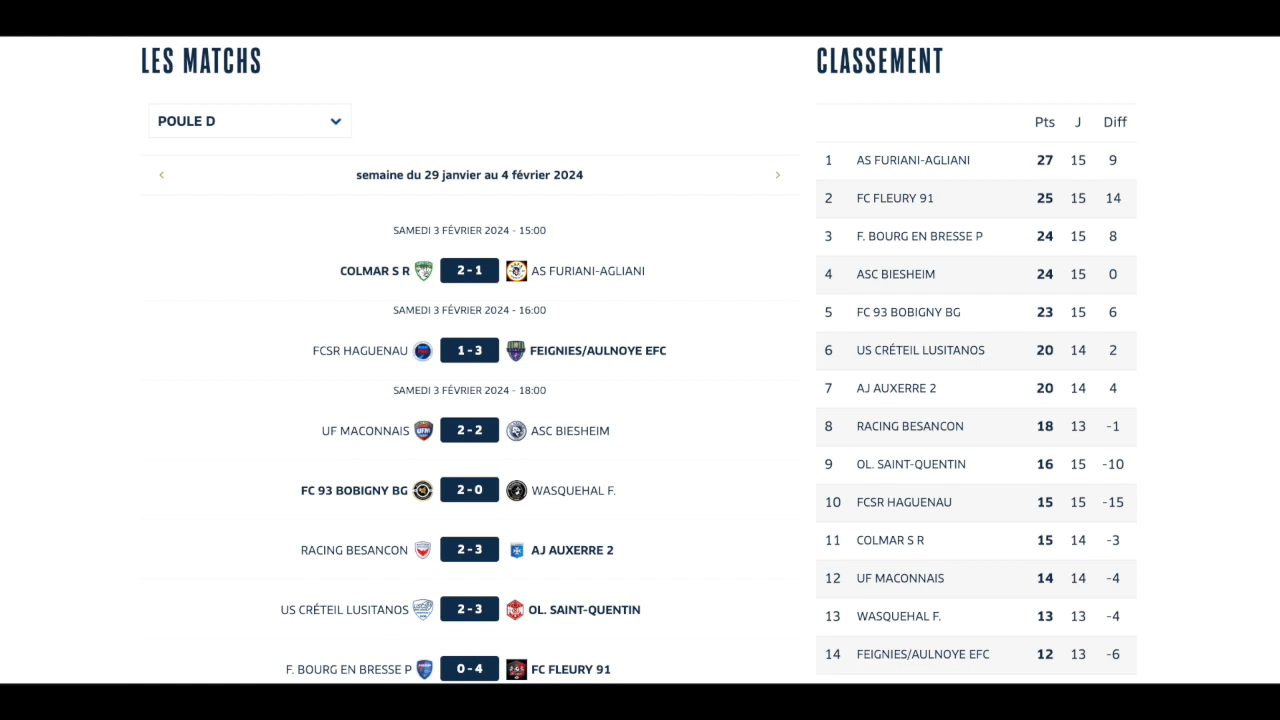 LES MATCHS
POULE D
semaine du 29 janvier au 4 février 2024
SAMEDI 3 FÉVRIER 2024 - 15:00
COLMAR S R 2 - 1 AS FURIANI-AGLIANI
SAMEDI 3 FÉVRIER 2024 - 16:00
FCSR HAGUENAU 1 - 3 FEIGNIES/AULNOYE EFC
SAMEDI 3 FÉVRIER 2024 - 18:00
UF MACONNAIS 2 - 2 ASC BIESHEIM
FC 93 BOBIGNY BG 2 - 0 WASQUEHAL F.
RACING BESANCON 2 - 3 AJ AUXERRE 2
US CRÉTEIL LUSITANOS 2 - 3 OL. SAINT-QUENTIN
F. BOURG EN BRESSE P 0 - 4 FC FLEURY 91
CLASSEMENT
Pts J Diff
1 AS FURIANI-AGLIANI 27 15 9
2 FC FLEURY 91 25 15 14
3 F. BOURG EN BRESSE P 24 15 8
4 ASC BIESHEIM 24 15 0
5 FC 93 BOBIGNY BG 23 15 6
6 US CRÉTEIL LUSITANOS 20 14 2
7 AJ AUXERRE 2 20 14 4
8 RACING BESANCON 18 13 -1
9 OL. SAINT-QUENTIN 16 15 -10
10 FCSR HAGUENAU 15 15 -15
11 COLMAR S R 15 14 -3
12 UF MACONNAIS 14 14 -4
13 WASQUEHAL F. 13 13 -4
14 FEIGNIES/AULNOYE EFC 12 13 -6